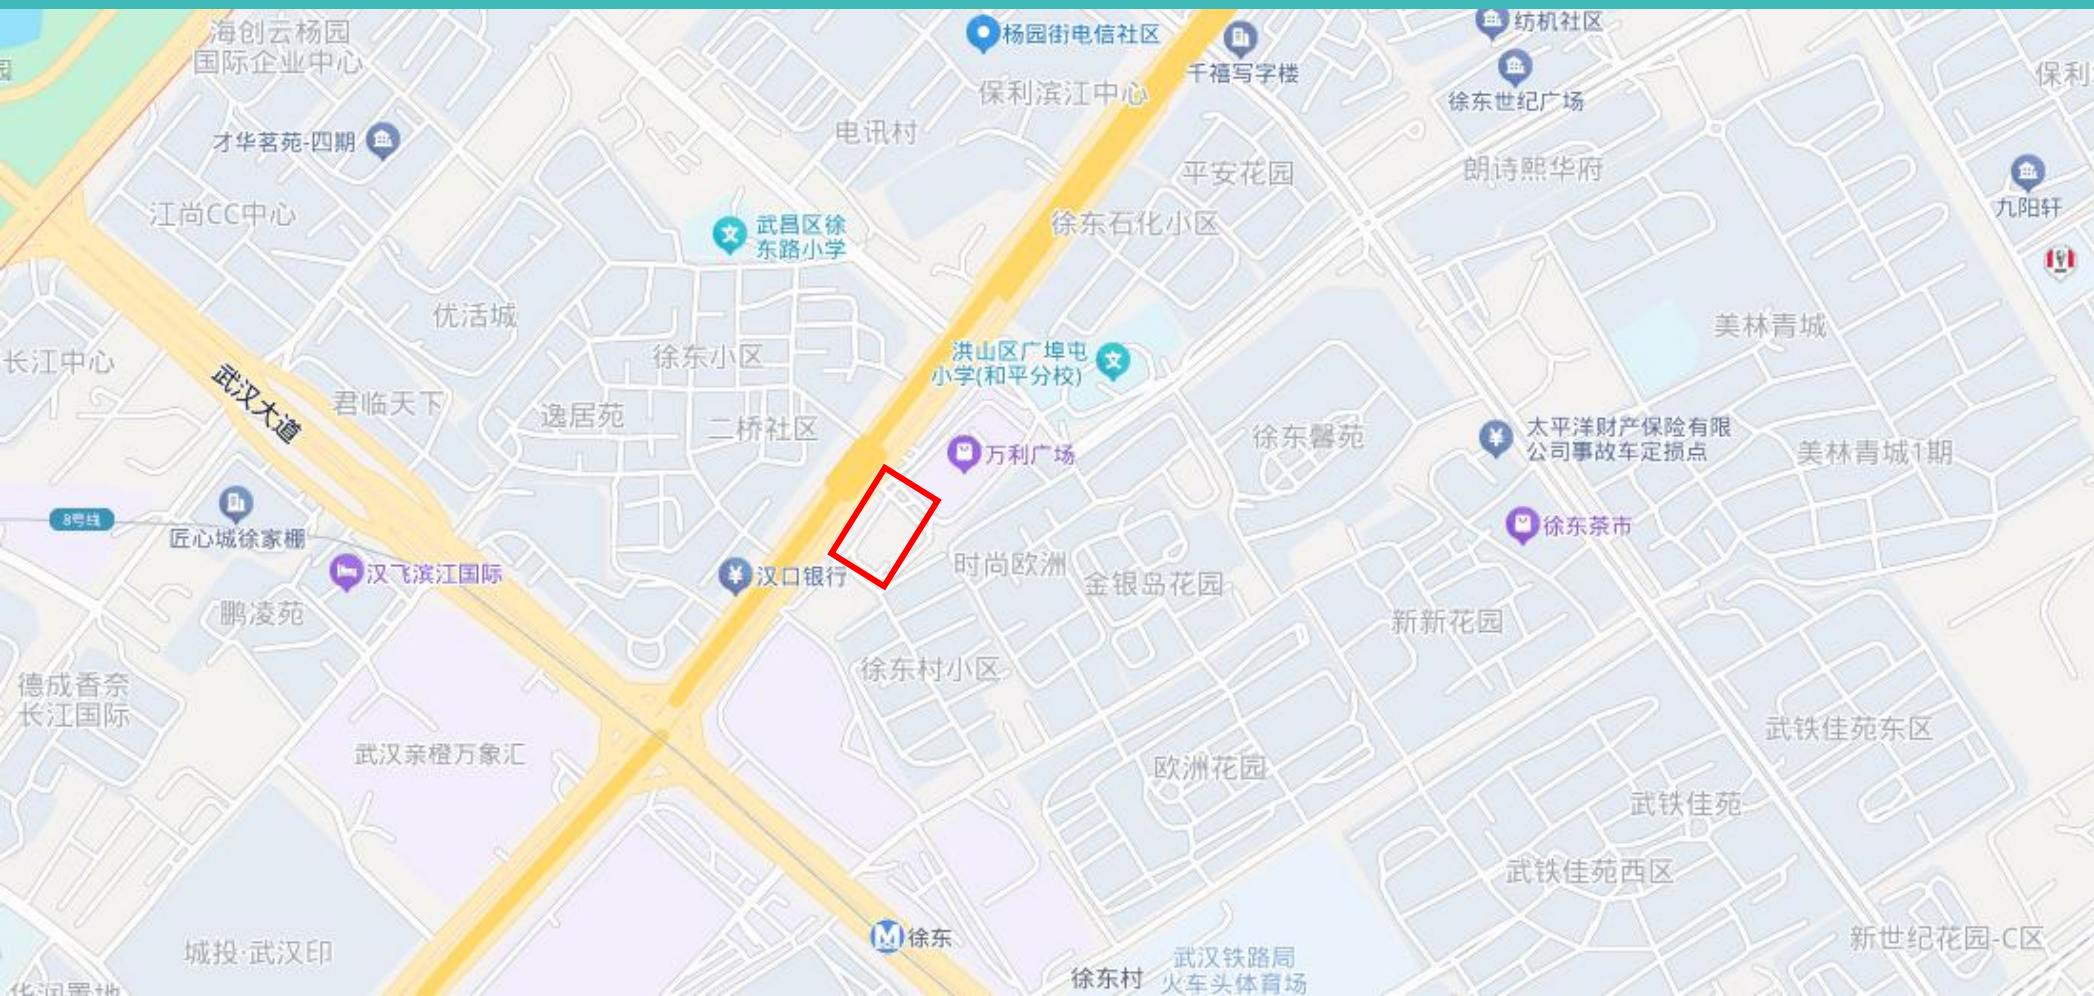 海创云杨园
国际企业中心
杨园街电信社区
纺机社区
园
千禧写字楼
保利
保利滨江中心
徐东世纪广场
才华茗苑-四期
电讯村
平安花园
朗诗熙华府
九阳轩
江尚CC中心
武昌区徐
东路小学
徐东石化小区
优活城
美林青城
长江中心
徐东小区
洪山区广埠屯
小学(和平分校)
武汉大道
君临天下
逸居苑
二桥社区
万利广场
徐东馨苑
太平洋财产保险有限
公司事故车定损点
美林青城1期
8号线
匠心城徐家棚
徐东茶市
汉飞滨江国际
汉口银行
时尚欧洲
金银岛花园
鹏凌苑
新新花园
德成香奈
长江国际
徐东村小区
武汉亲橙万象汇
欧洲花园
武铁佳苑东区
武铁佳苑
武铁佳苑西区
城投·武汉印
徐东
徐东村
武汉铁路局
火车头体育场
新世纪花园-C区
华润置地